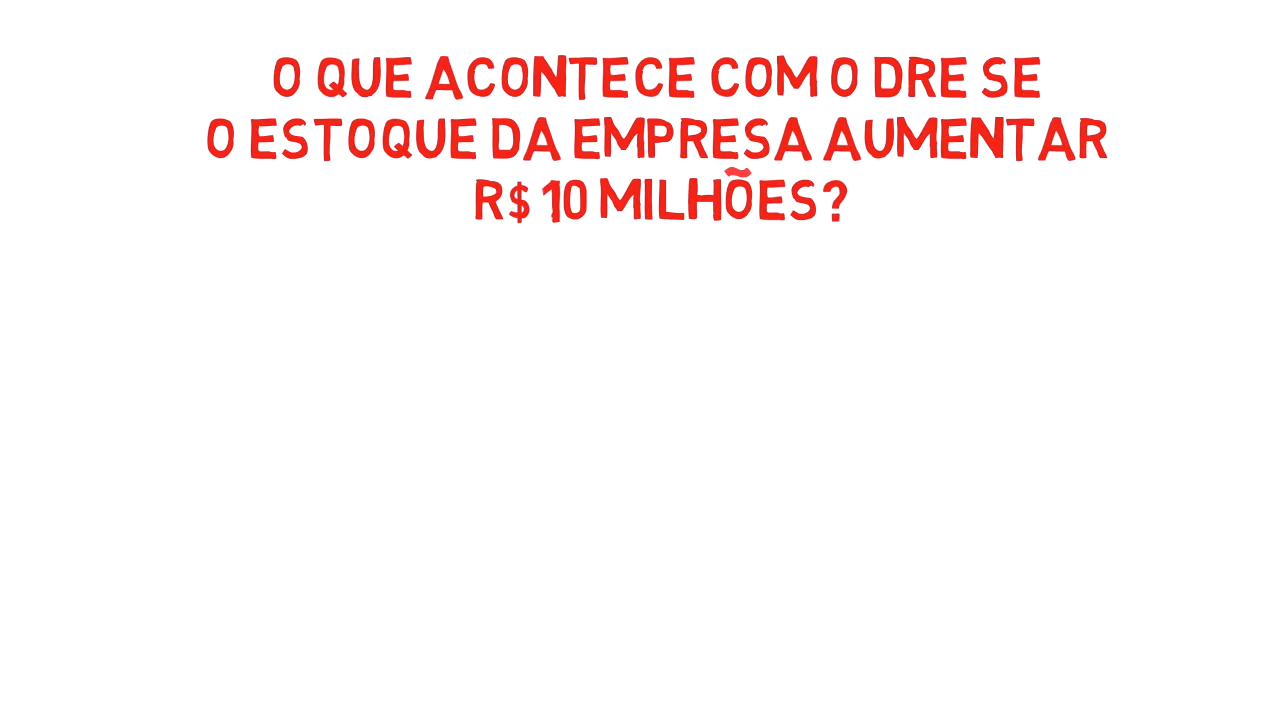 O QUE ACONTECE COM O DRE SE
O ESTOQUE DA EMPRESA AUMENTAR
R$ 10 MILHÕES?